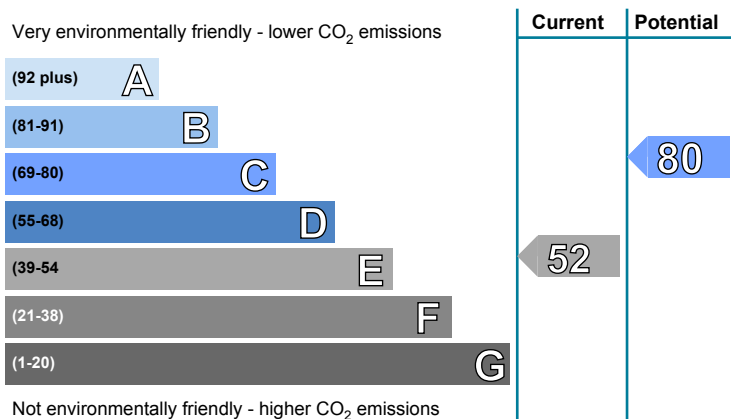 Current Potential
Very environmentally friendly - lower CO₂ emissions
(92 plus) A
(81-91) B
(69-80) C
80
(55-68) D
(39-54 E
52
(21-38) F
(1-20) G
Not environmentally friendly - higher CO₂ emissions